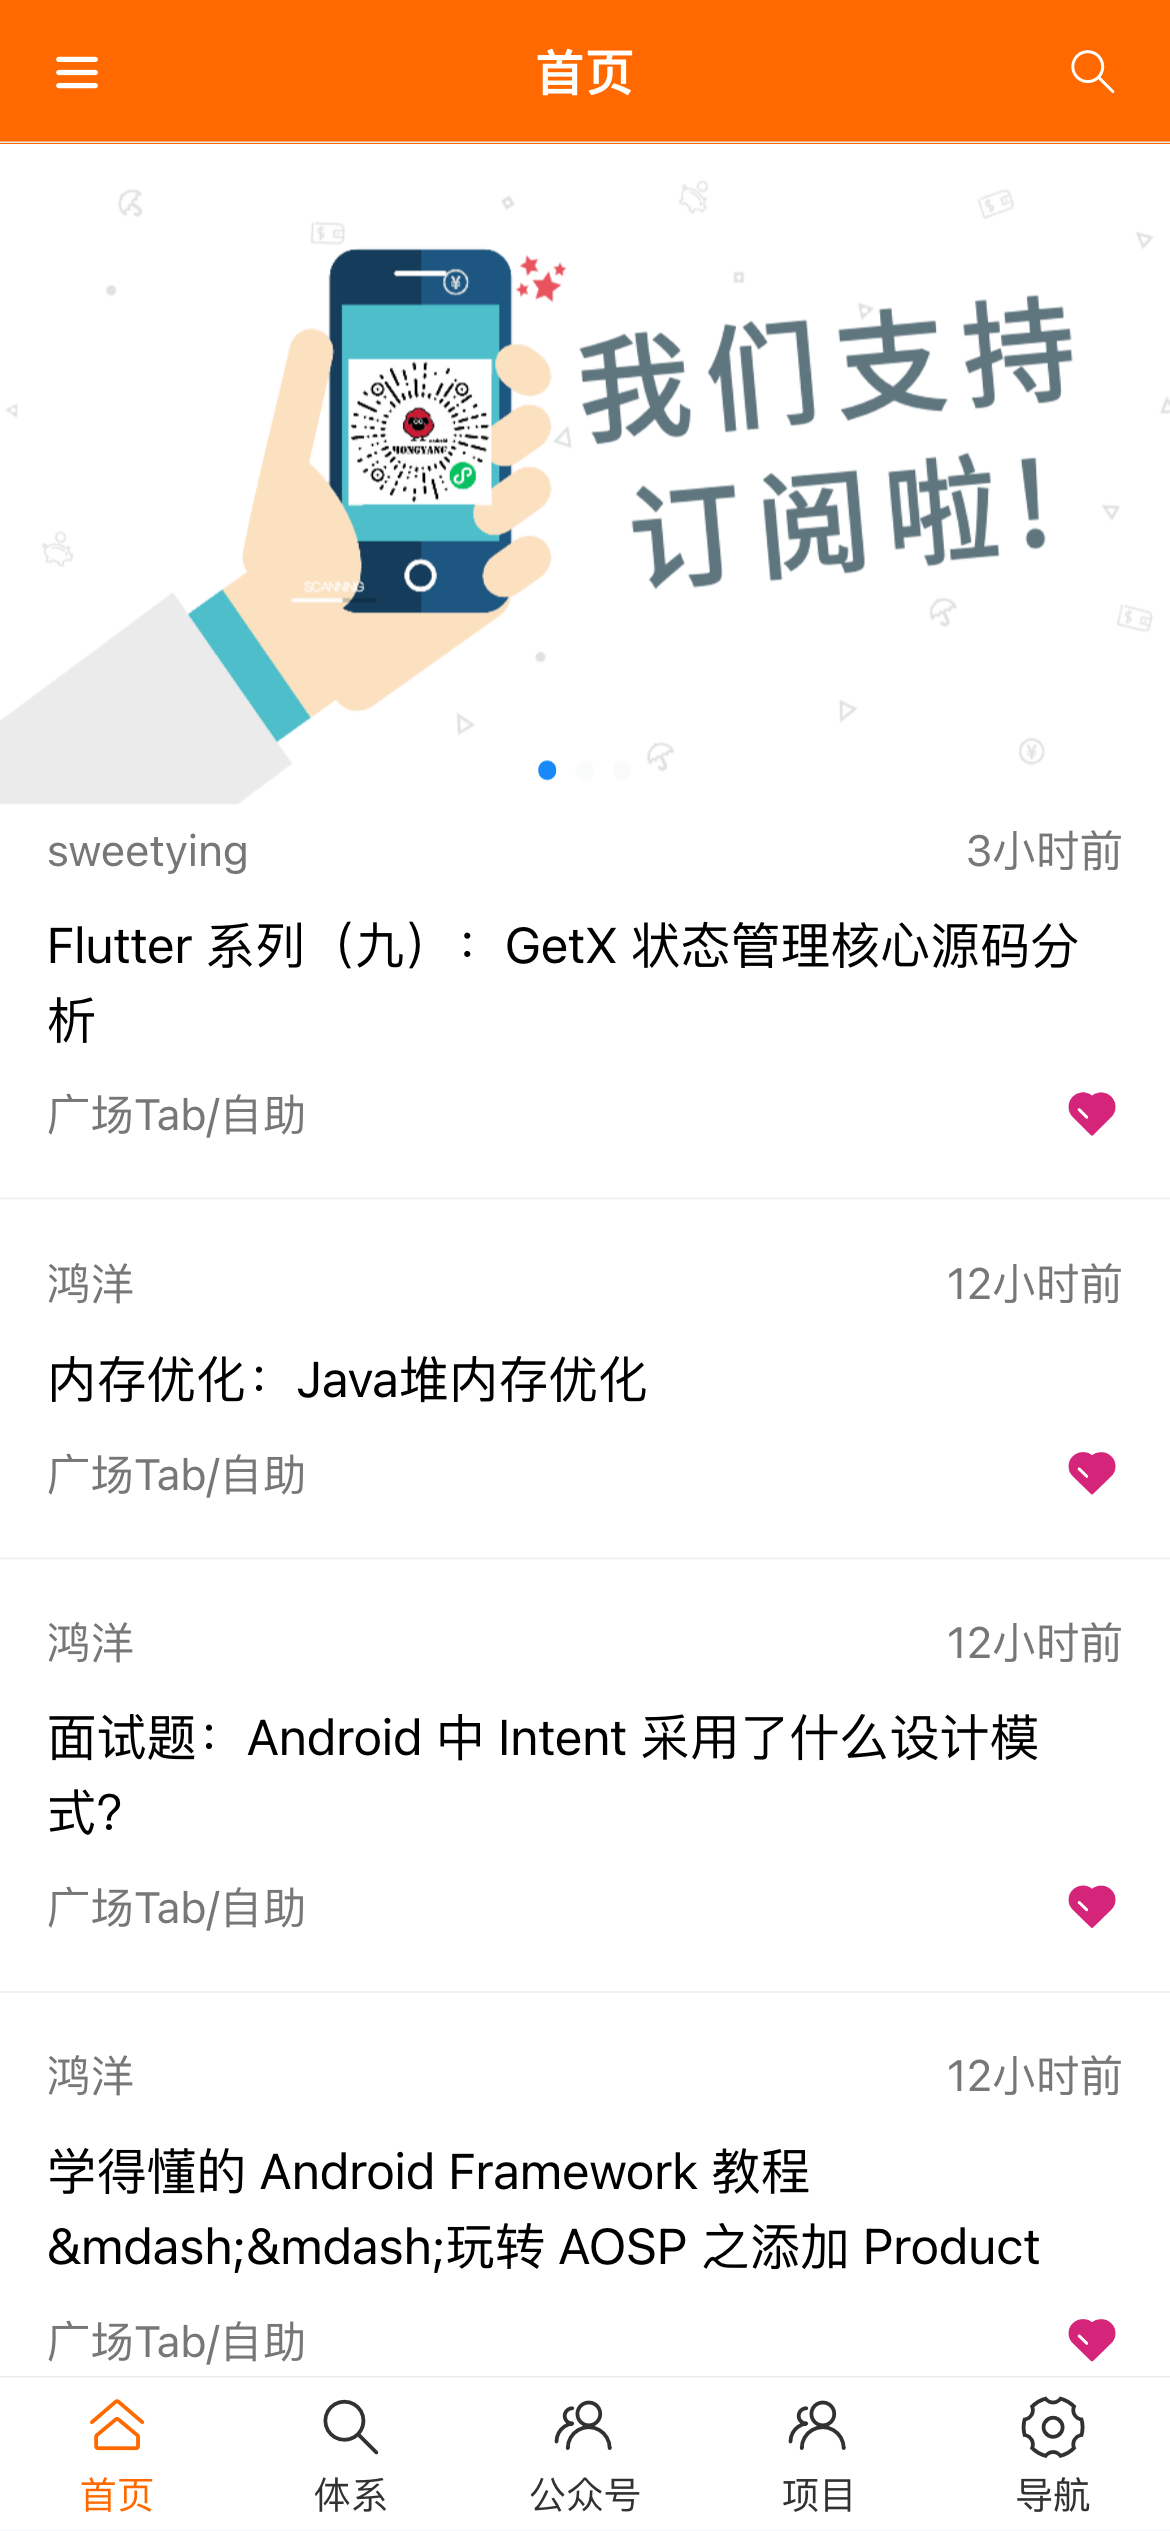 首页
我们支持
订阅啦!
HONGYANG
SCANNING
sweetying
3小时前
Flutter 系列（九）：GetX 状态管理核心源码分
析
广场Tab/自助
鸿洋
12小时前
内存优化：Java堆内存优化
广场Tab/自助
鸿洋
12小时前
面试题：Android 中 Intent 采用了什么设计模
式?
广场Tab/自助
鸿洋
12小时前
学得懂的 Android Framework 教程
&mdash;&mdash;玩转 AOSP 之添加 Product
广场Tab/自助
首页
体系
公众号
项目
导航